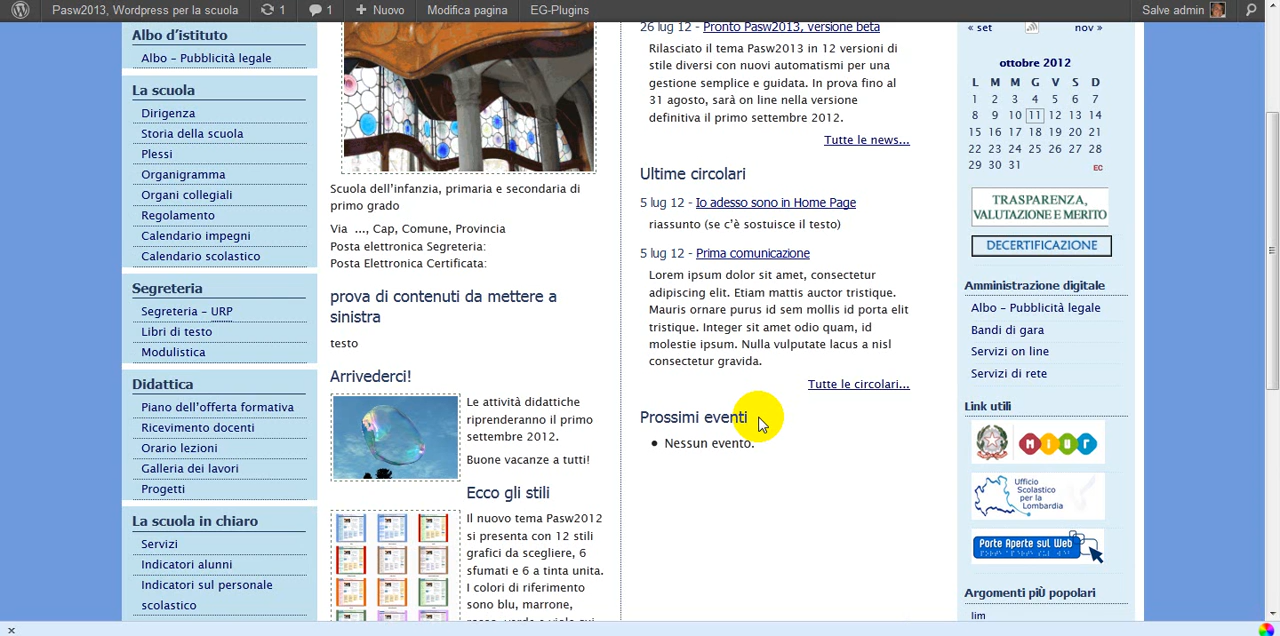 Pasw2013, Wordpress per la scuola
1
1
Nuovo
Modifica pagina
EG-Plugins
Salve admin
Albo d'istituto
Albo – Pubblicità legale
La scuola
Dirigenza
Storia della scuola
Plessi
Organigramma
Organi collegiali
Regolamento
Calendario impegni
Calendario scolastico
Segreteria
Segreteria – URP
Libri di testo
Modulistica
Didattica
Piano dell'offerta formativa
Ricevimento docenti
Orario lezioni
Galleria dei lavori
Progetti
La scuola in chiaro
Servizi
Indicatori alunni
Indicatori sul personale
scolastico
Scuola dell'infanzia, primaria e secondaria di
primo grado
Via ..., Cap, Comune, Provincia
Posta elettronica Segreteria:
Posta Elettronica Certificata:
prova di contenuti da mettere a
sinistra
testo
Arrivederci!
Le attività didattiche
riprenderanno il primo
settembre 2012.
Buone vacanze a tutti!
Ecco gli stili
Il nuovo tema Pasw2012
si presenta con 12 stili
grafici da scegliere, 6
sfumati e 6 a tinta unita.
I colori di riferimento
sono blu, marrone,
26 lug 12 - Pronto Pasw2013, versione beta
Rilasciato il tema Pasw2013 in 12 versioni di
stile diversi con nuovi automatismi per una
gestione semplice e guidata. In prova fino al
31 agosto, sarà on line nella versione
definitiva il primo settembre 2012.
Tutte le news...
Ultime circolari
5 lug 12 - Io adesso sono in Home Page
riassunto (se c'è sostuisce il testo)
5 lug 12 - Prima comunicazione
Lorem ipsum dolor sit amet, consectetur
adipiscing elit. Etiam mattis auctor tristique.
Mauris ornare purus id sem mollis id porta elit
tristique. Integer sit amet odio quam, id
molestie ipsum. Nulla vulputate lacus a nisl
consectetur gravida.
Tutte le circolari...
Prossimi eventi
Nessun evento.
« set nov »
ottobre 2012
L M M G V S D
1 2 3 4 5 6 7
8 9 10 11 12 13 14
15 16 17 18 19 20 21
22 23 24 25 26 27 28
29 30 31 EC
TRASPARENZA,
VALUTAZIONE E MERITO
DECERTIFICAZIONE
Amministrazione digitale
Albo – Pubblicità legale
Bandi di gara
Servizi on line
Servizi di rete
Link utili
MIUR
Ufficio
Scolastico
per la
Lombardia
Porte Aperte sul Web
Argomenti piÙ popolari
lim